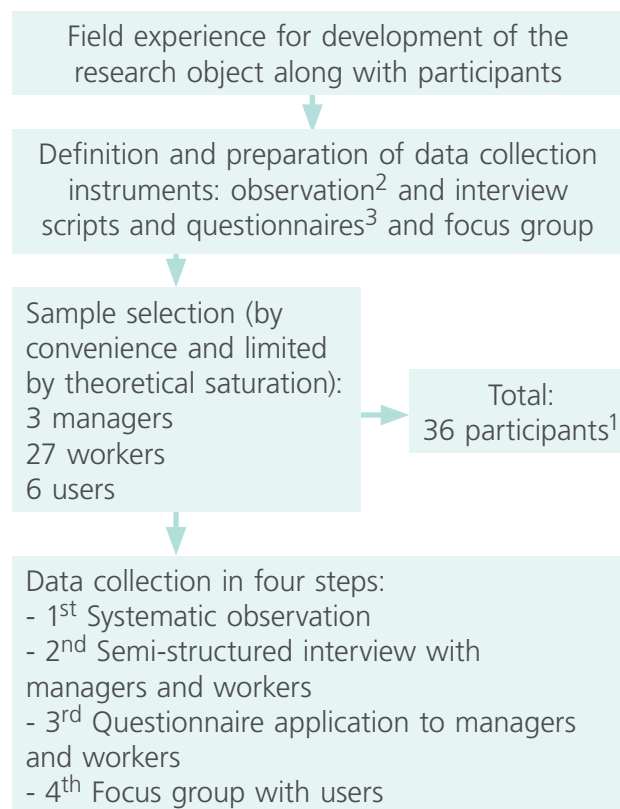 Field experience for development of the
research object along with participants
Definition and preparation of data collection
instruments: observation² and interview
scripts and questionnaires³ and focus group
Sample selection (by
convenience and limited
by theoretical saturation):
3 managers
27 workers
6 users
Total:
36 participants¹
Data collection in four steps:
- 1st Systematic observation
- 2nd Semi-structured interview with
managers and workers
- 3rd Questionnaire application to managers
and workers
- 4th Focus group with users